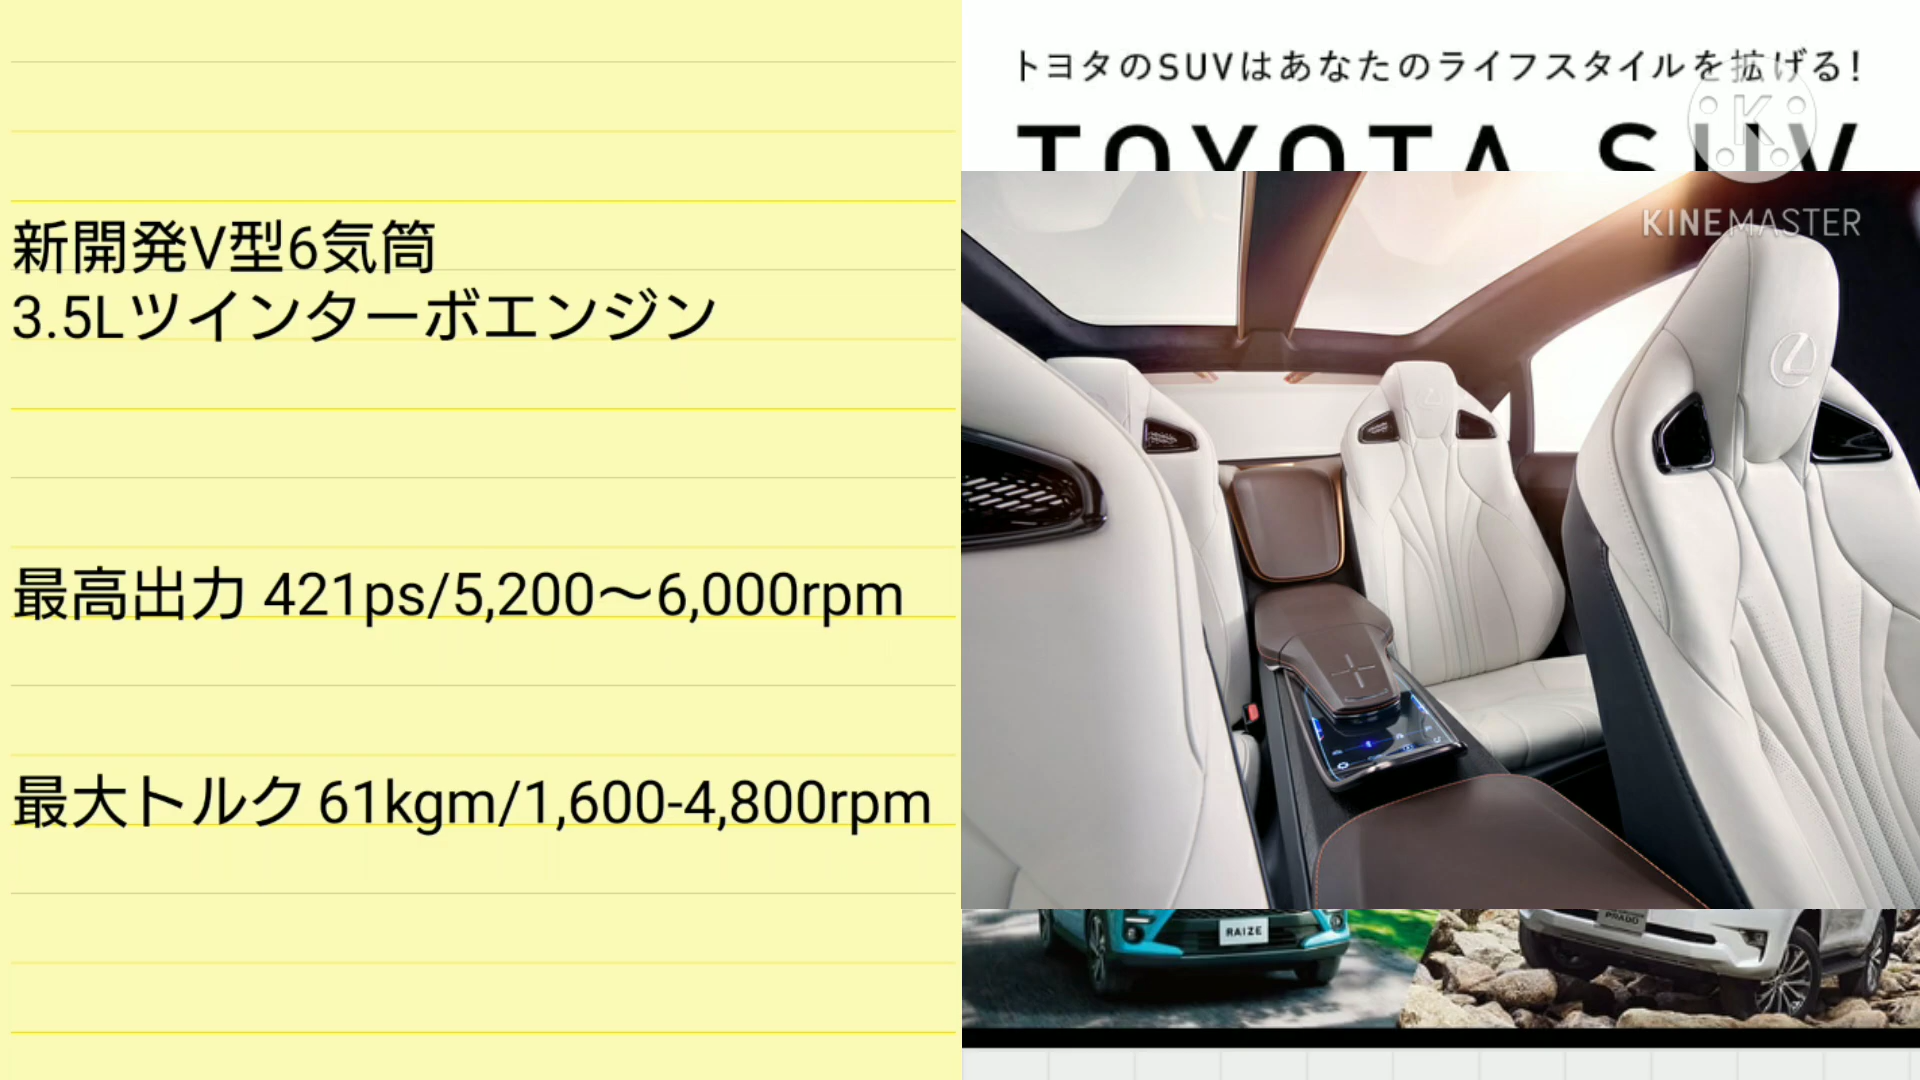 新開発V型6気筒
3.5Lツインターボエンジン
最高出力 421ps/5,200〜6,000rpm
最大トルク 61kgm/1,600-4,800rpm
トヨタのSUVはあなたのライフスタイルを拡げる!
TOYOTA SUV
KINEMASTER
RAIZE
PRADO